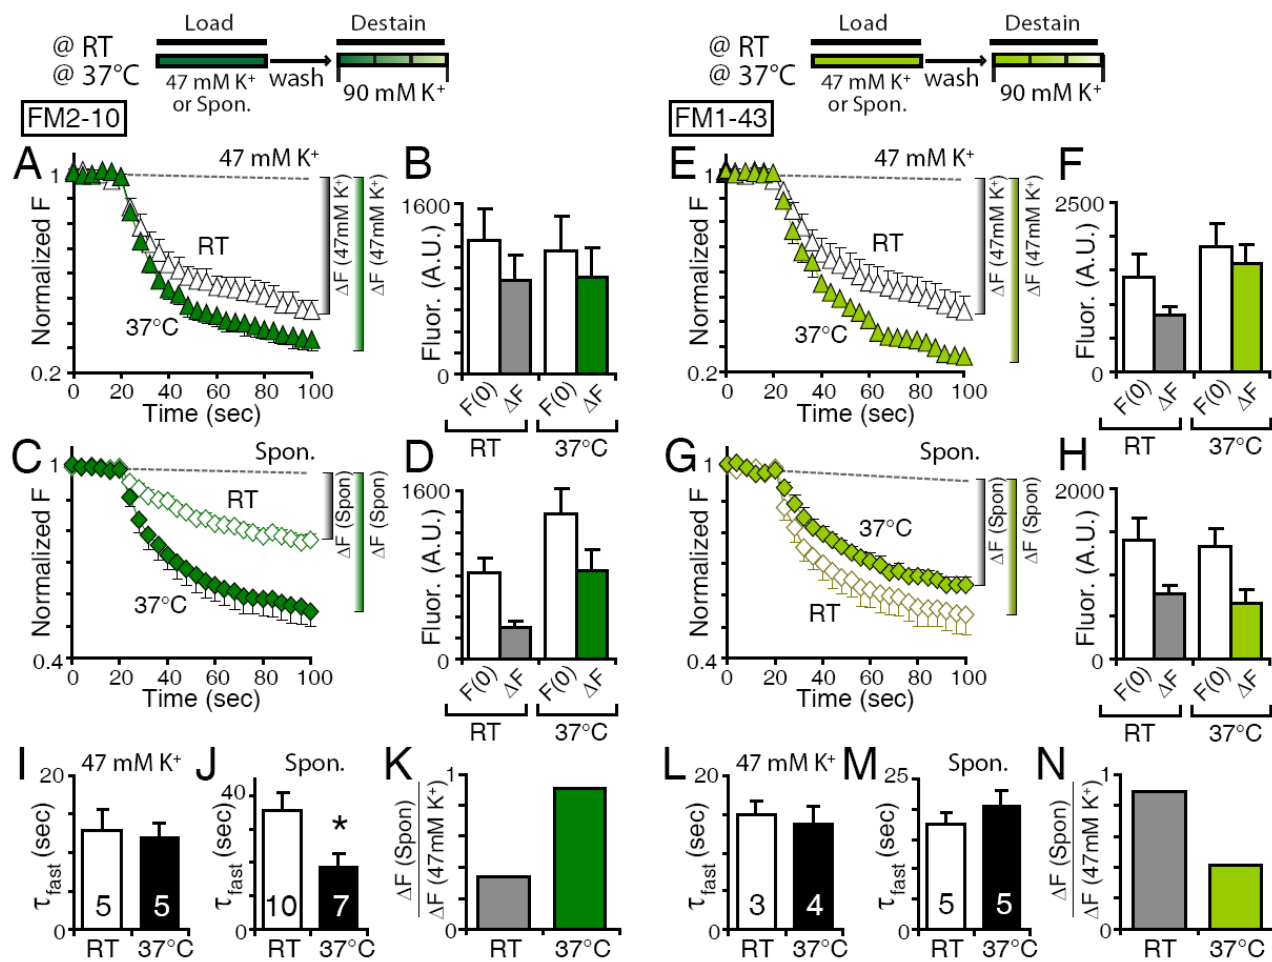 Load
Destain
@ RT
@ 37°C
47 mM K+
or Spon.
wash
90 mM K+
FM2-10
Load
Destain
@ RT
@ 37°C
47 mM K+
or Spon.
wash
90 mM K+
FM1-43
A
47 mM K+
1
Normalized F
0.2
RT
37°C
ΔF (47mM K+)
ΔF (47mM K+)
0 20 40 60 80 100
Time (sec)
B
1600
Fluor. (A.U.)
0
F(0) ΔF F(0) ΔF
RT 37°C
E
47 mM K+
1
Normalized F
0.2
RT
37°C
ΔF (47mM K+)
ΔF (47mM K+)
0 20 40 60 80 100
Time (sec)
F
2500
Fluor. (A.U.)
0
F(0) ΔF F(0) ΔF
RT 37°C
C
Spon.
1
Normalized F
0.4
RT
37°C
ΔF (Spon)
ΔF (Spon)
0 20 40 60 80 100
Time (sec)
D
1600
Fluor. (A.U.)
0
F(0) ΔF F(0) ΔF
RT 37°C
G
Spon.
1
Normalized F
0.4
37°C
RT
ΔF (Spon)
ΔF (Spon)
0 20 40 60 80 100
Time (sec)
H
2000
Fluor. (A.U.)
0
F(0) ΔF F(0) ΔF
RT 37°C
I
47 mM K+
20
τfast (sec)
0
5 5
RT 37°C
J
Spon.
40
τfast (sec)
0
*
10 7
RT 37°C
K
1
ΔF (Spon)
ΔF (47mM K+)
0
RT 37°C
L
47 mM K+
20
τfast (sec)
0
3 4
RT 37°C
M
Spon.
25
τfast (sec)
0
5 5
RT 37°C
N
1
ΔF (Spon)
ΔF (47mM K+)
0
RT 37°C